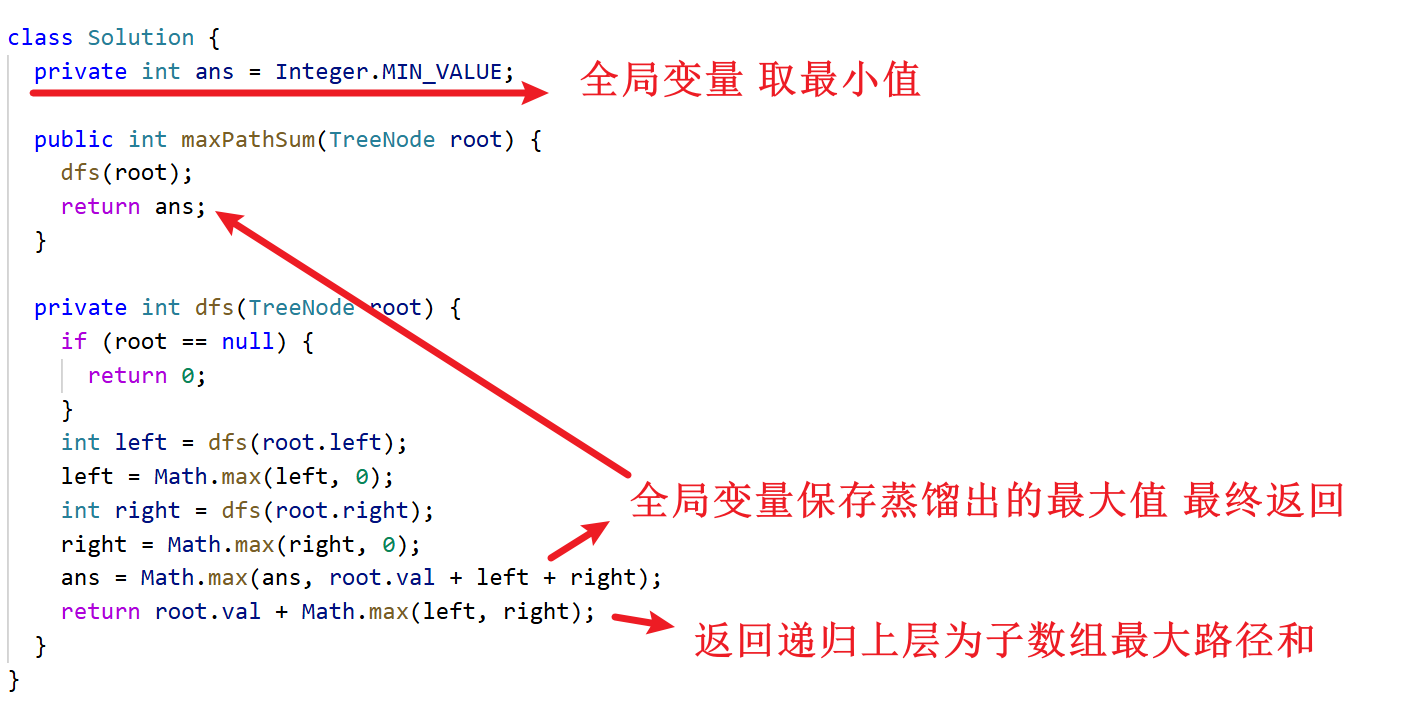 class Solution {
private int ans = Integer.MIN_VALUE;
全局变量 取最小值
public int maxPathSum(TreeNode root) {
dfs(root);
return ans;
}
private int dfs(TreeNode root) {
if (root == null) {
return 0;
}
int left = dfs(root.left);
left = Math.max(left, 0);
全局变量保存蒸馏出的最大值 最终返回
int right = dfs(root.right);
right = Math.max(right, 0);
ans = Math.max(ans, root.val + left + right);
return root.val + Math.max(left, right);
返回递归上层为子数组最大路径和
}
}